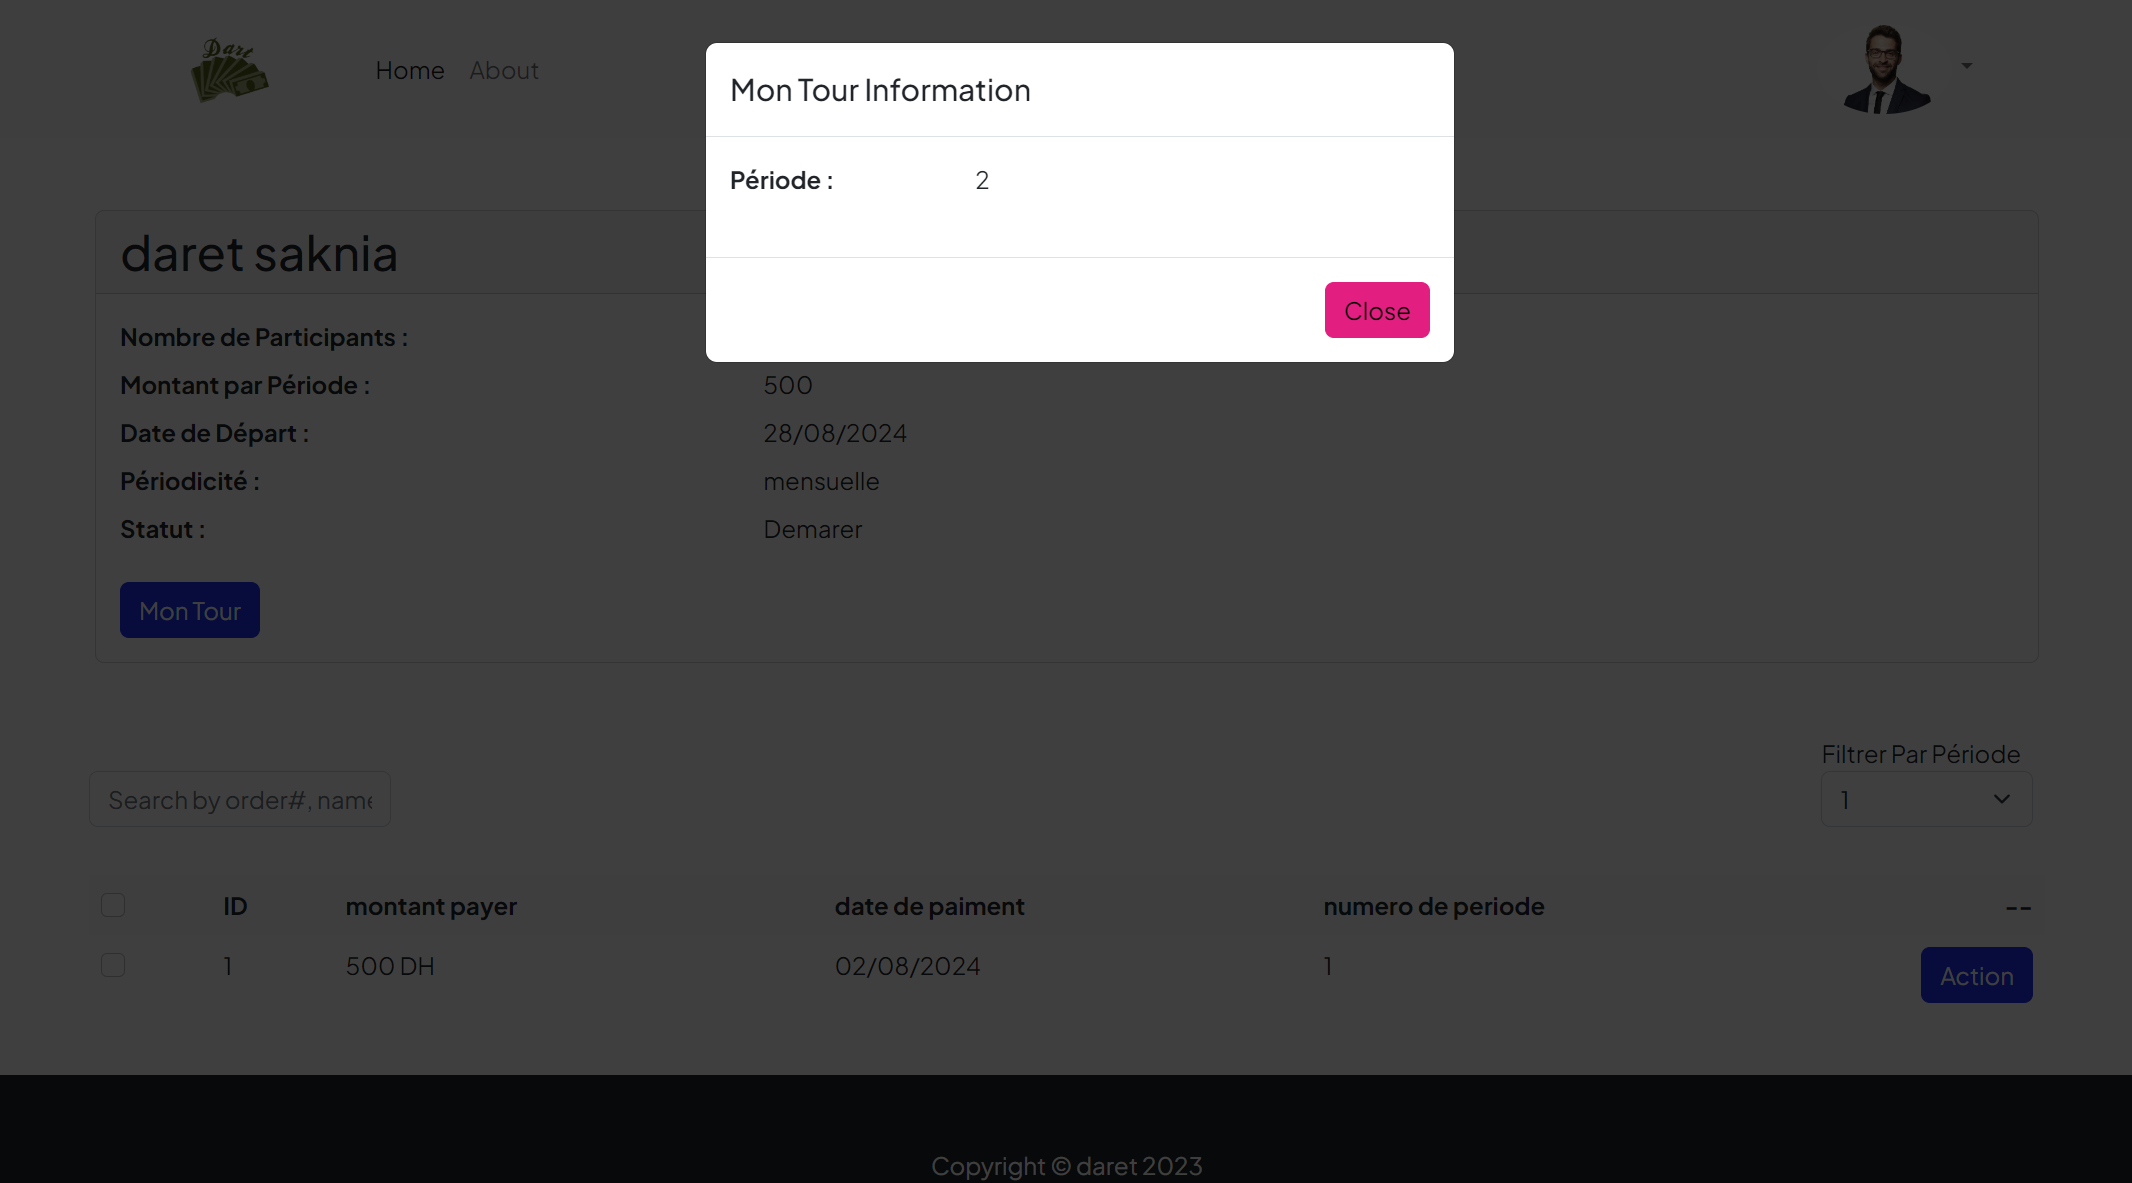 Dart
Home About
Mon Tour Information
Période : 2
Close
daret saknia
Nombre de Participants :
Montant par Période : 500
Date de Départ : 28/08/2024
Périodicité : mensuelle
Statut : Demarer
Mon Tour
Filtrer Par Période
Search by order#, name
1
ID montant payer date de paiment numero de periode --
1 500 DH 02/08/2024 1 Action
Copyright © daret 2023